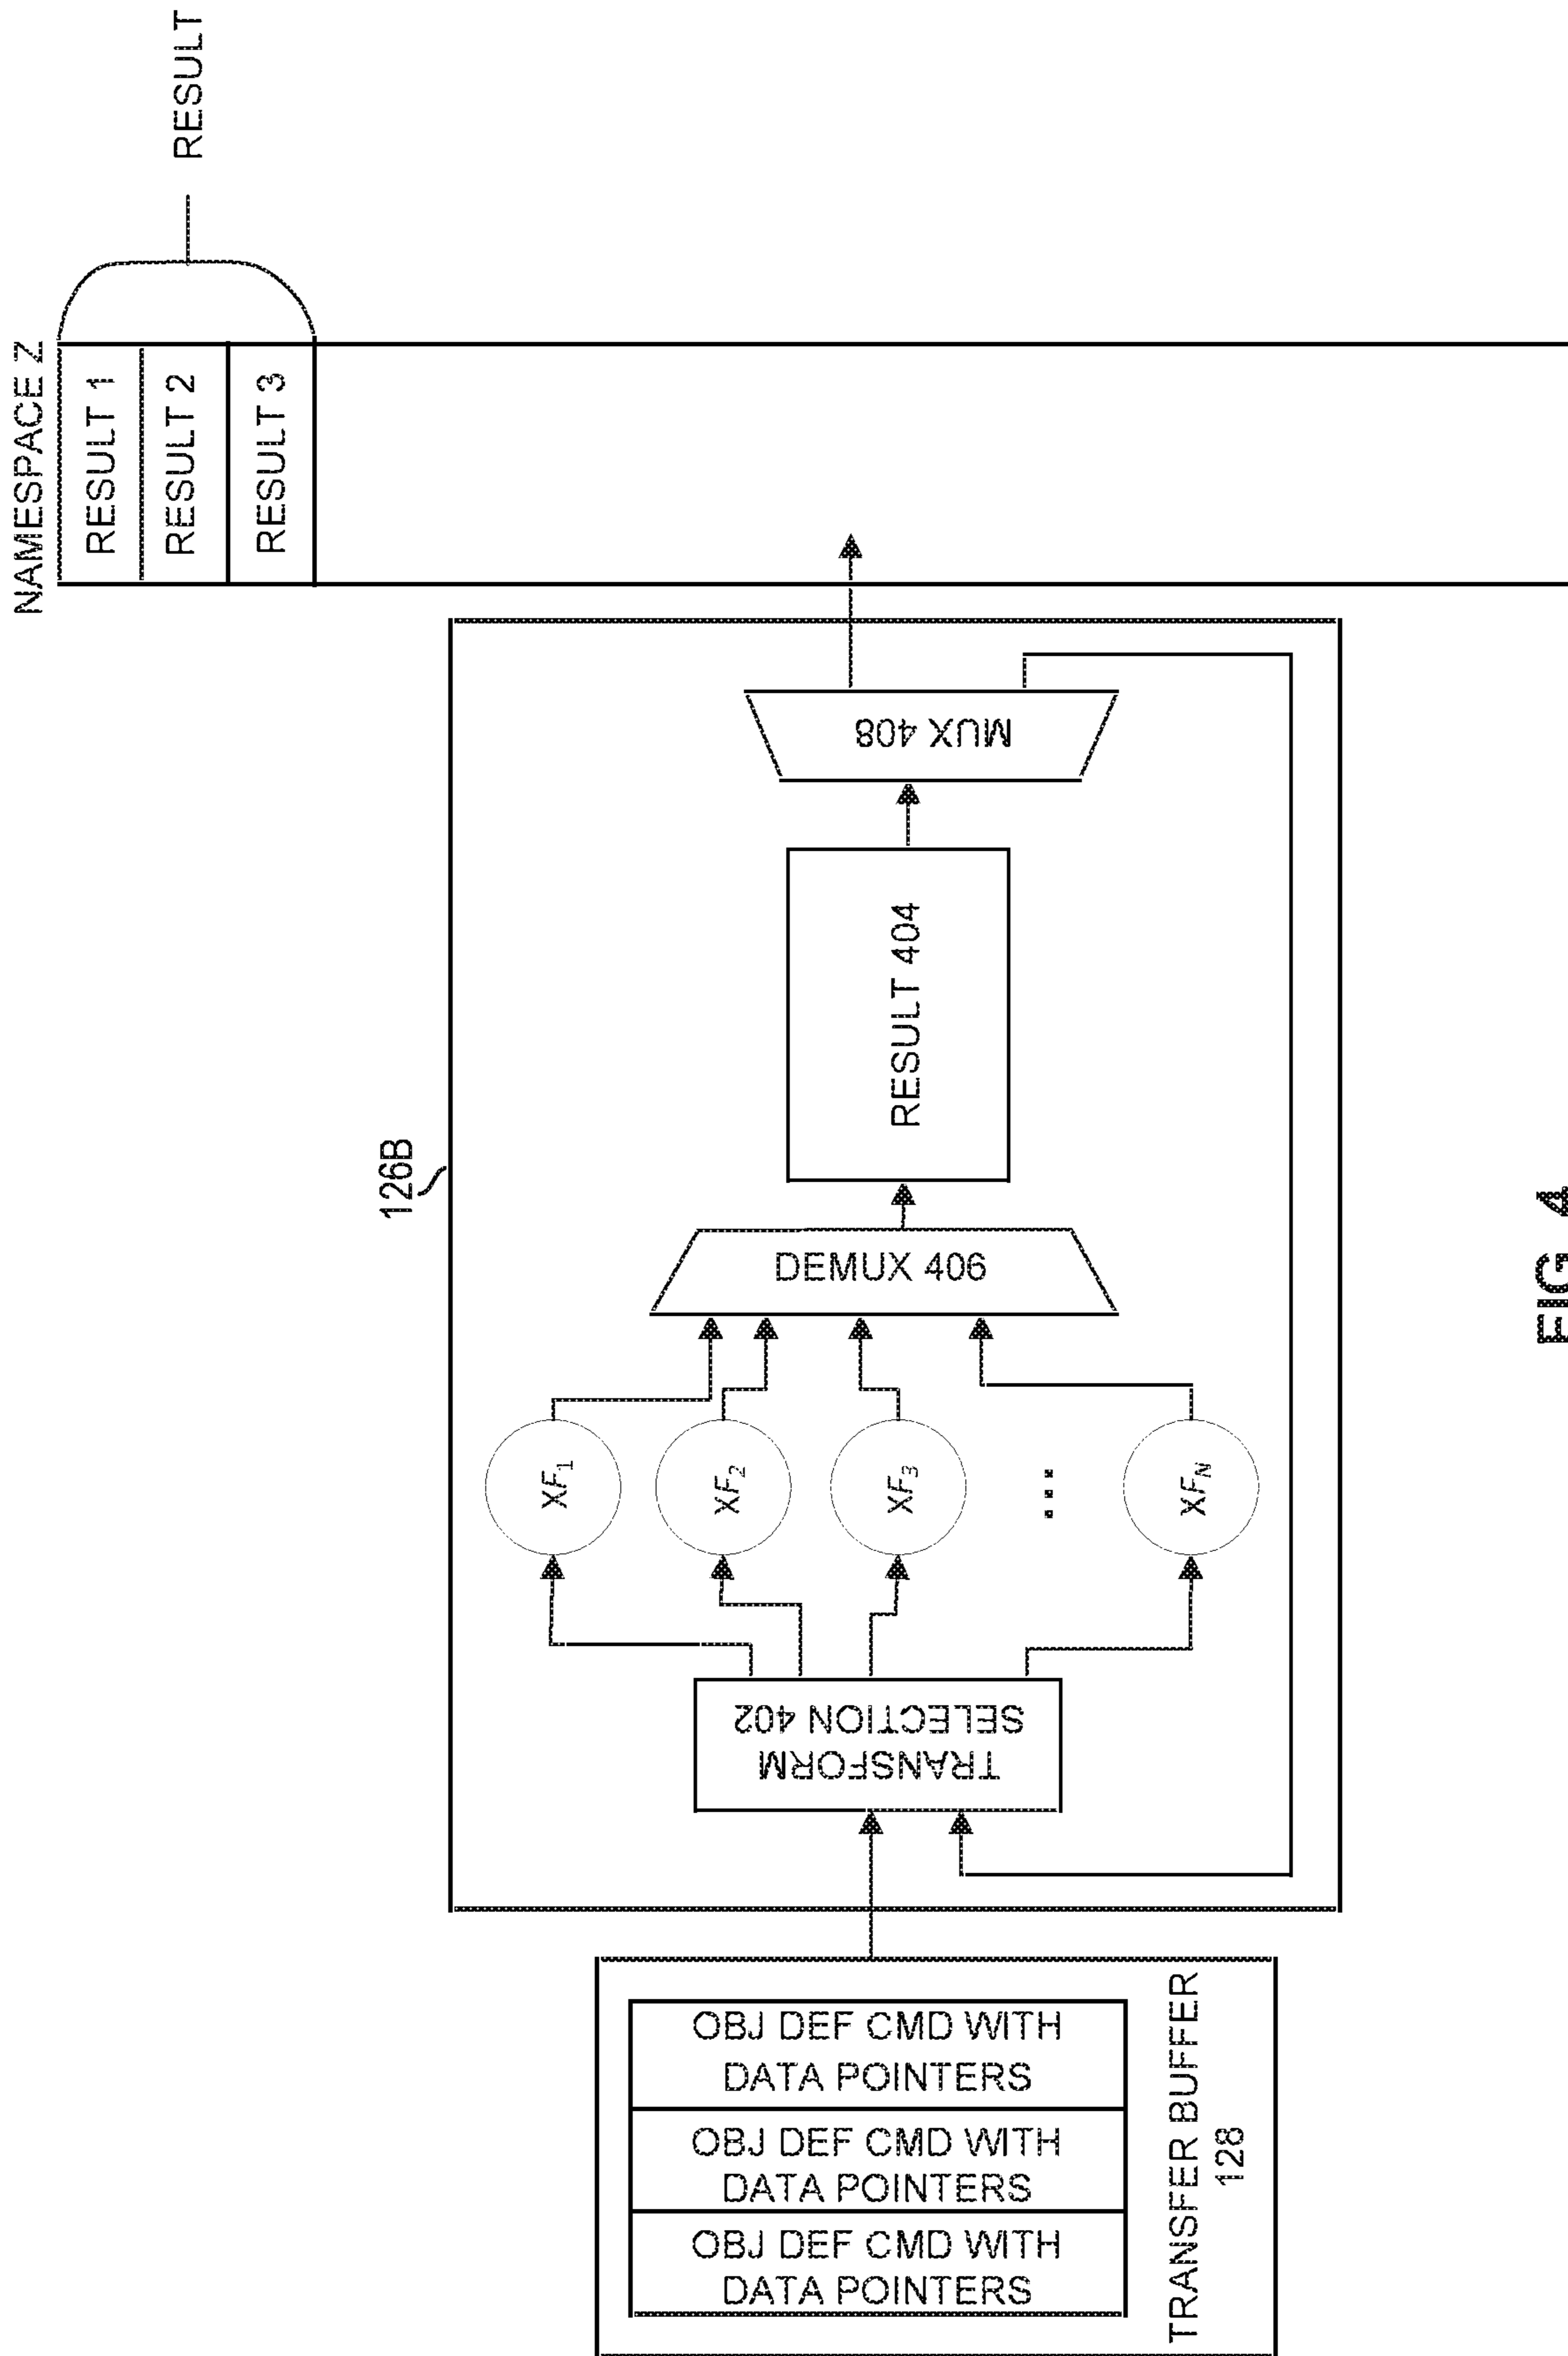 NAMESPACE Z
RESULT 1
RESULT 2
RESULT 3
RESULT
126B
OBJ DEF CMD WITH
DATA POINTERS
OBJ DEF CMD WITH
DATA POINTERS
OBJ DEF CMD WITH
DATA POINTERS
TRANSFER BUFFER
128
TRANSFORM
SELECTION 402
XF1
XF2
XF3
...
XFN
DEMUX 406
RESULT 404
MUX 408
FIG. 4